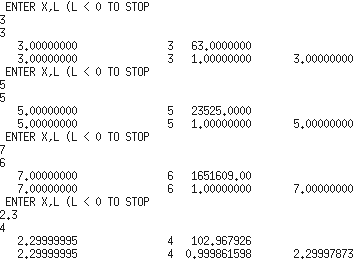 ENTER X,L (L < 0 TO STOP
3
3
3.00000000 3 63.0000000
3.00000000 3 1.00000000 3.00000000
ENTER X,L (L < 0 TO STOP
5
5
5.00000000 5 23525.0000
5.00000000 5 1.00000000 5.00000000
ENTER X,L (L < 0 TO STOP
7
6
7.00000000 6 1651609.00
7.00000000 6 1.00000000 7.00000000
ENTER X,L (L < 0 TO STOP
2.3
4
2.29999995 4 102.967926
2.29999995 4 0.999861598 2.29997873